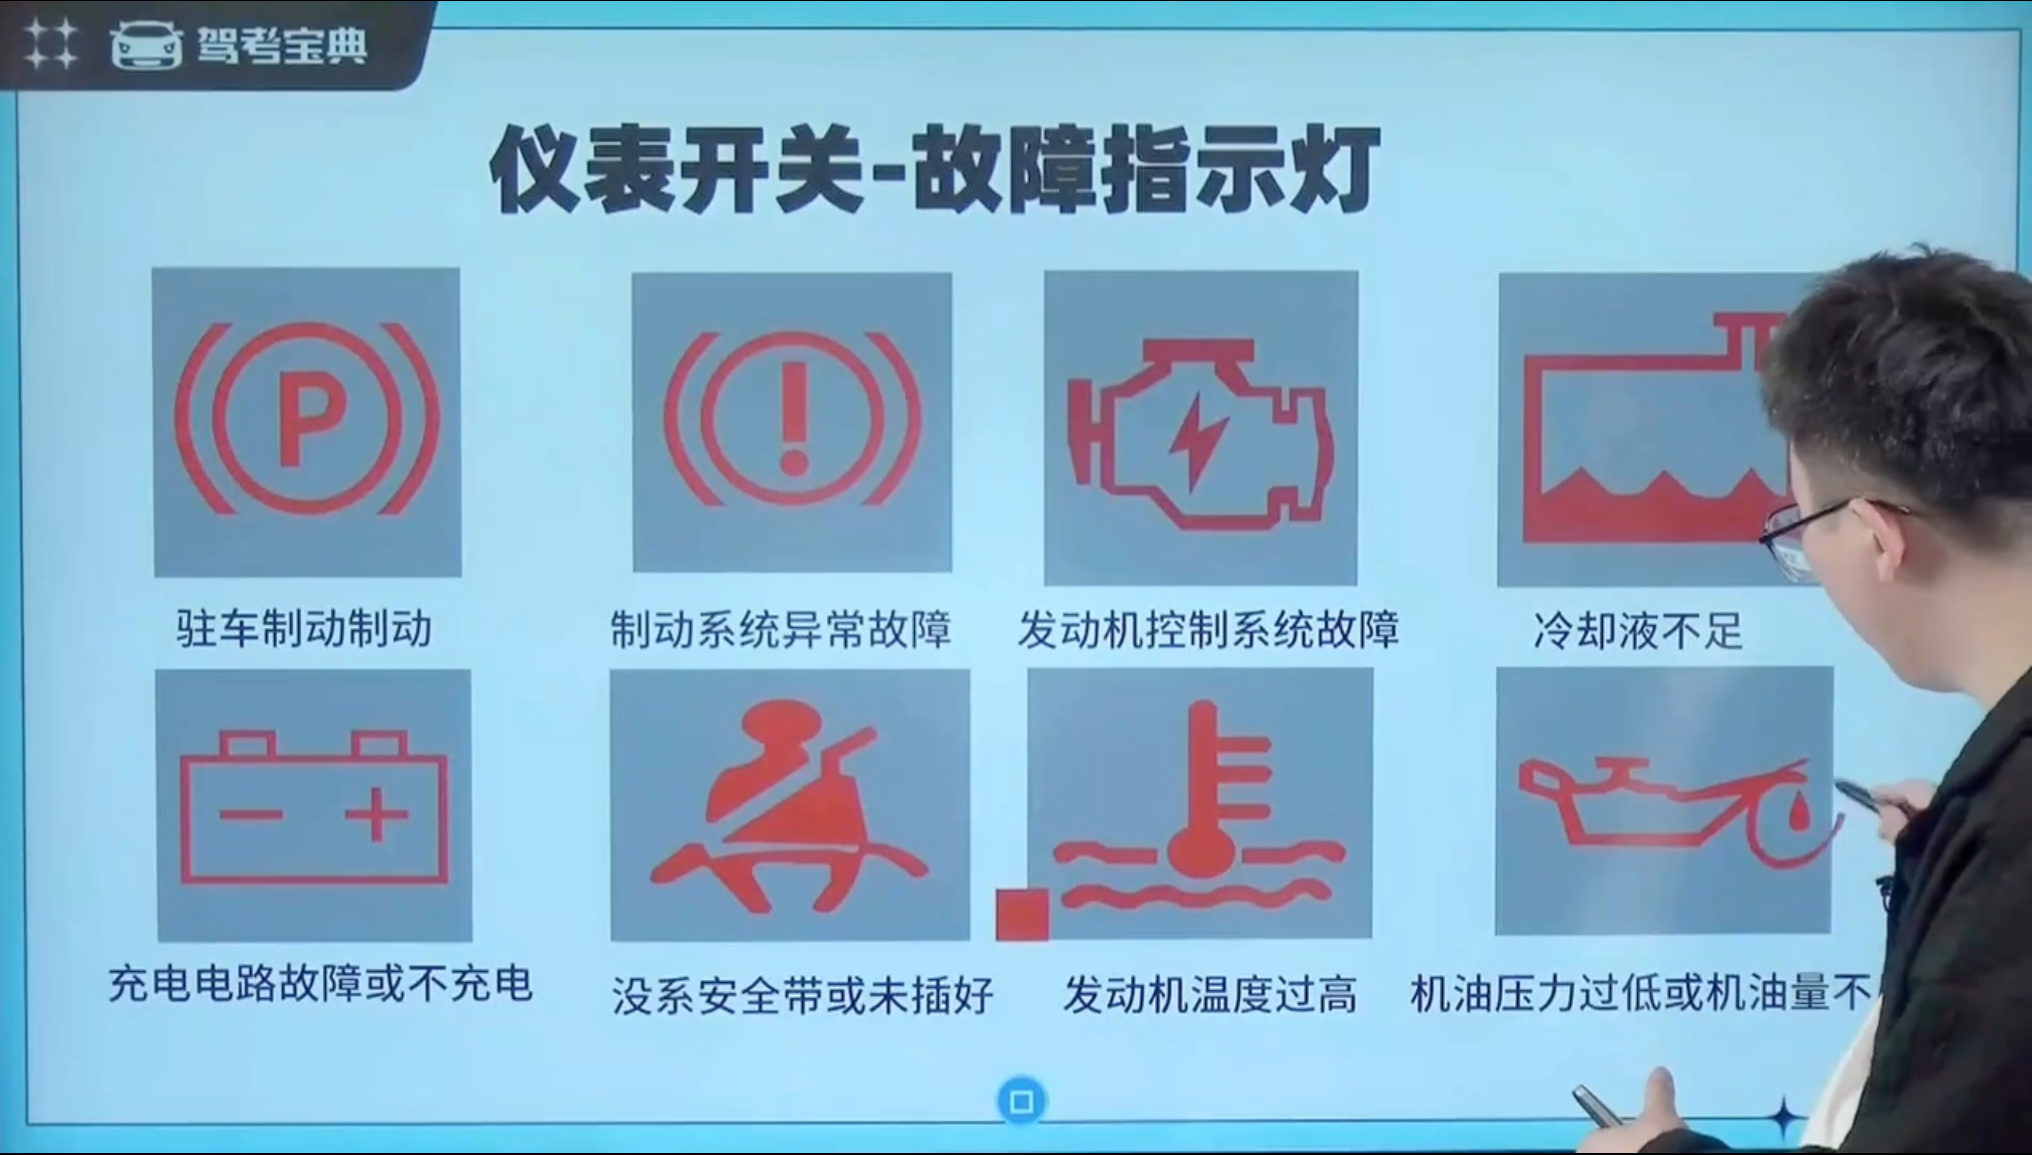 驾考宝典
仪表开关-故障指示灯
P
驻车制动制动
制动系统异常故障
发动机控制系统故障
冷却液不足
充电电路故障或不充电
没系安全带或未插好
发动机温度过高
机油压力过低或机油量不